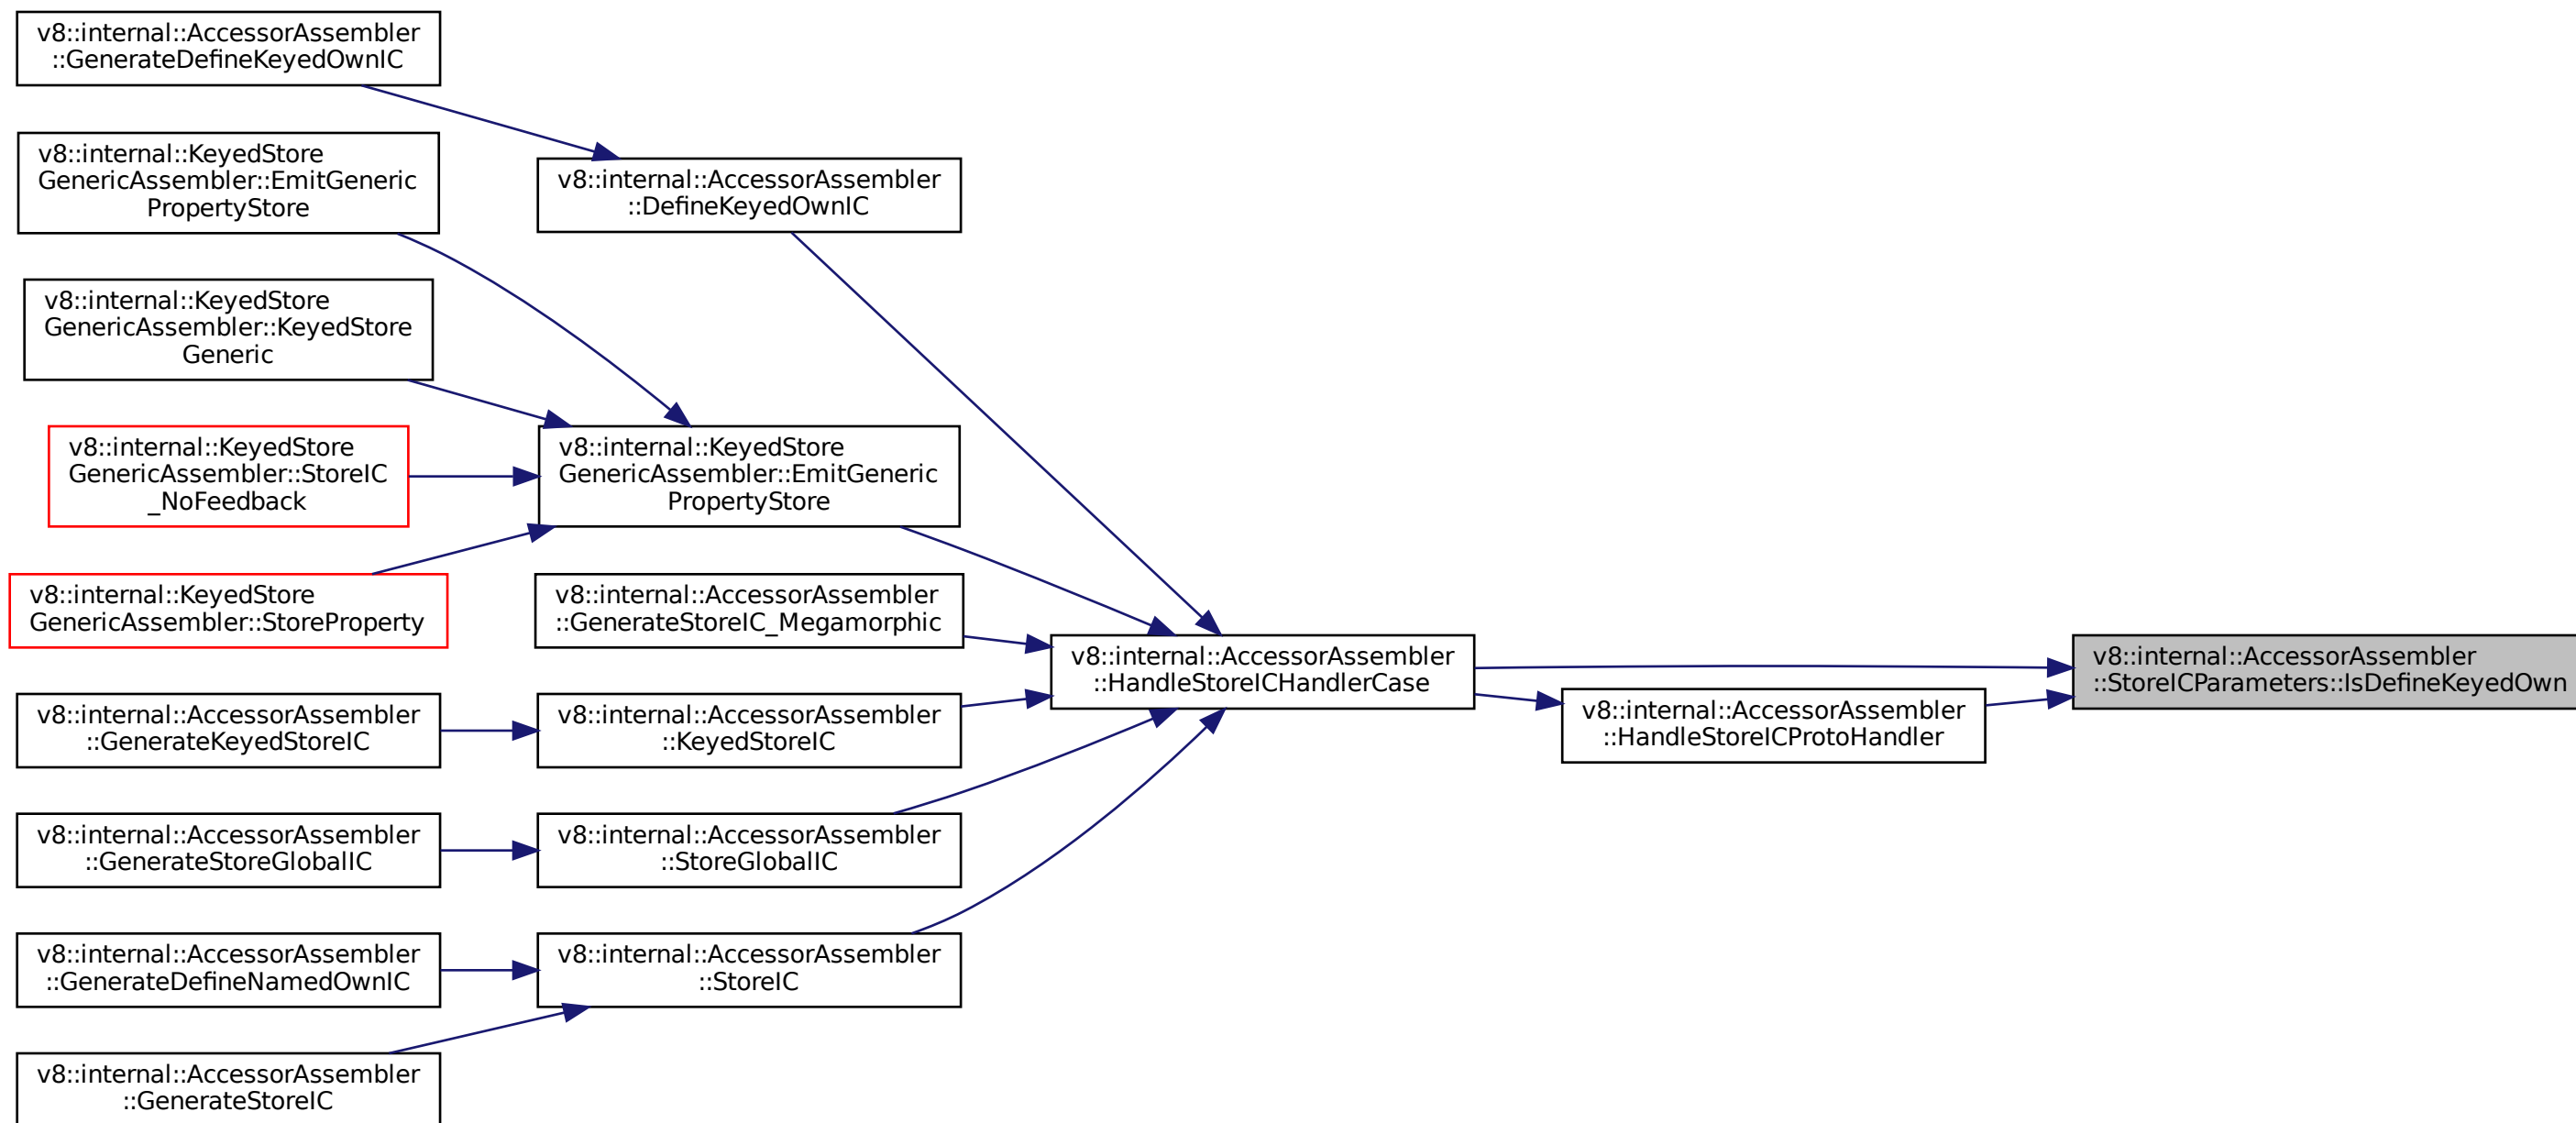 v8::internal::AccessorAssembler
::GenerateDefineKeyedOwnIC
v8::internal::KeyedStore
GenericAssembler::EmitGeneric
PropertyStore
v8::internal::KeyedStore
GenericAssembler::KeyedStore
Generic
v8::internal::KeyedStore
GenericAssembler::StoreIC
_NoFeedback
v8::internal::KeyedStore
GenericAssembler::StoreProperty
v8::internal::AccessorAssembler
::GenerateKeyedStoreIC
v8::internal::AccessorAssembler
::GenerateStoreGlobalIC
v8::internal::AccessorAssembler
::GenerateDefineNamedOwnIC
v8::internal::AccessorAssembler
::GenerateStoreIC
v8::internal::AccessorAssembler
::DefineKeyedOwnIC
v8::internal::KeyedStore
GenericAssembler::EmitGeneric
PropertyStore
v8::internal::AccessorAssembler
::GenerateStoreIC_Megamorphic
v8::internal::AccessorAssembler
::KeyedStoreIC
v8::internal::AccessorAssembler
::StoreGlobalIC
v8::internal::AccessorAssembler
::StoreIC
v8::internal::AccessorAssembler
::HandleStoreICHandlerCase
v8::internal::AccessorAssembler
::HandleStoreICProtoHandler
v8::internal::AccessorAssembler
::StoreICParameters::IsDefineKeyedOwn